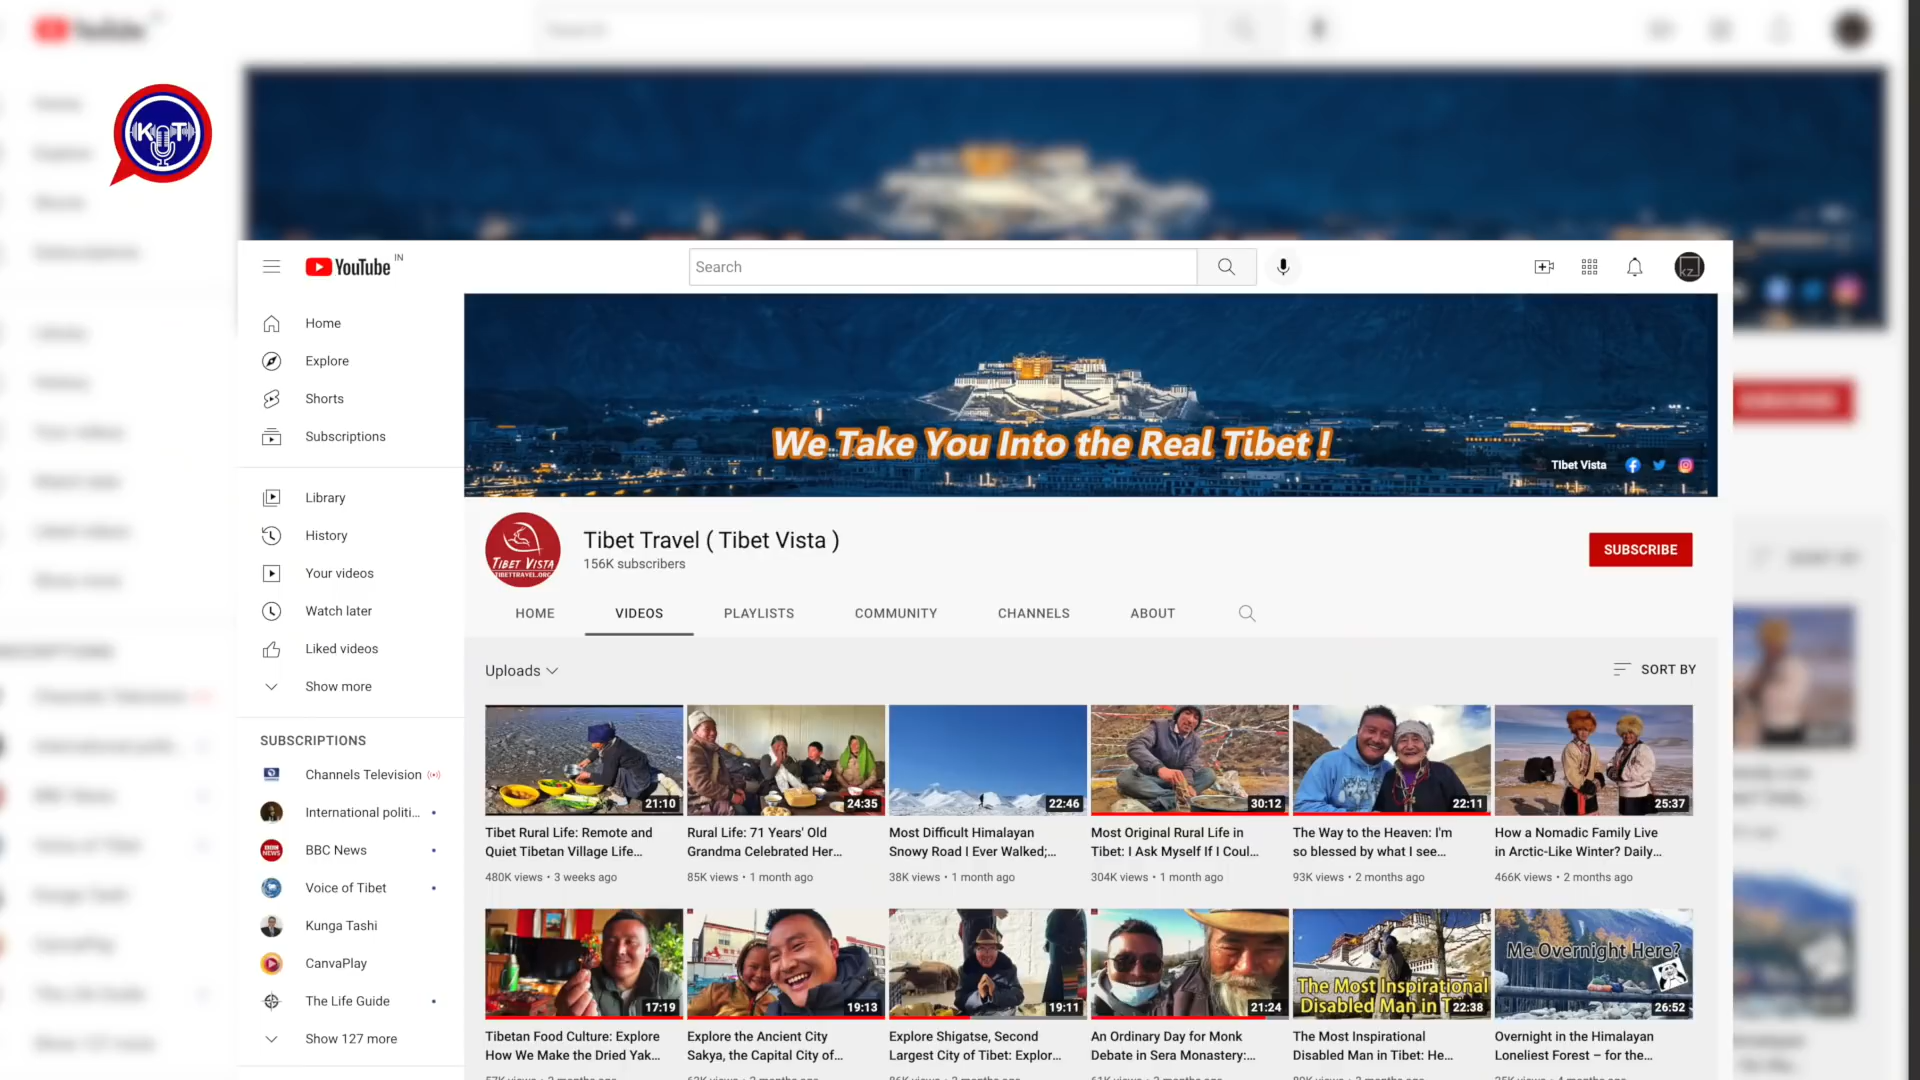 KT
YouTube IN
Search
Home
Explore
Shorts
Subscriptions
Library
History
Your videos
Watch later
Liked videos
Show more
SUBSCRIPTIONS
Channels Television
International politi...
BBC News
Voice of Tibet
Kunga Tashi
CanvaPlay
The Life Guide
Show 127 more
We Take You Into the Real Tibet !
TIbet Vista
TIBET VISTA
TIBETTRAVEL.ORG
Tibet Travel ( Tibet Vista )
156K subscribers
SUBSCRIBE
HOME VIDEOS PLAYLISTS COMMUNITY CHANNELS ABOUT
Uploads
SORT BY
21:10 24:35 22:46 30:12 22:11 25:37
Tibet Rural Life: Remote and
Quiet Tibetan Village Life...
480K views • 3 weeks ago
Rural Life: 71 Years' Old
Grandma Celebrated Her...
85K views • 1 month ago
Most Difficult Himalayan
Snowy Road I Ever Walked;...
38K views • 1 month ago
Most Original Rural Life in
Tibet: I Ask Myself If I Coul...
304K views • 1 month ago
The Way to the Heaven: I'm
so blessed by what I see...
93K views • 2 months ago
How a Nomadic Family Live
in Arctic-Like Winter? Daily...
466K views • 2 months ago
17:19 19:13 19:11 21:24
The Most Inspirational
Disabled Man in T
22:38
Me Overnight Here?
26:52
Tibetan Food Culture: Explore
How We Make the Dried Yak...
Explore the Ancient City
Sakya, the Capital City of...
Explore Shigatse, Second
Largest City of Tibet: Explor...
An Ordinary Day for Monk
Debate in Sera Monastery:...
The Most Inspirational
Disabled Man in Tibet: He...
Overnight in the Himalayan
Loneliest Forest – for the...